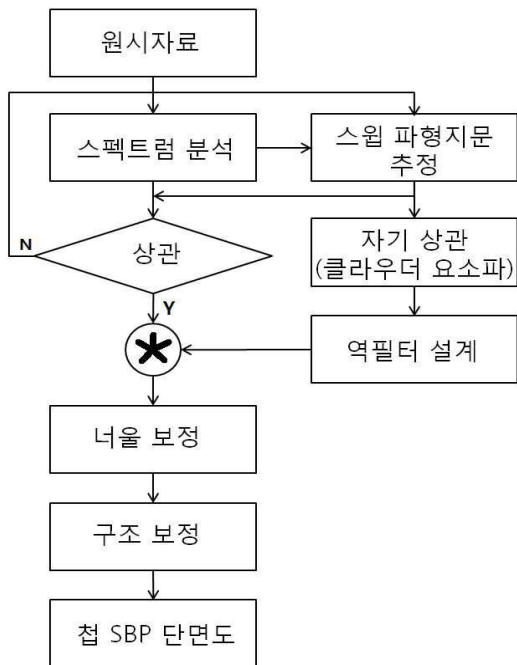 원시자료
스펙트럼 분석
스윕 파형지문
추정
N
상관
자기 상관
(클라우더 요소파)
Y
역필터 설계
너울 보정
구조 보정
첩 SBP 단면도